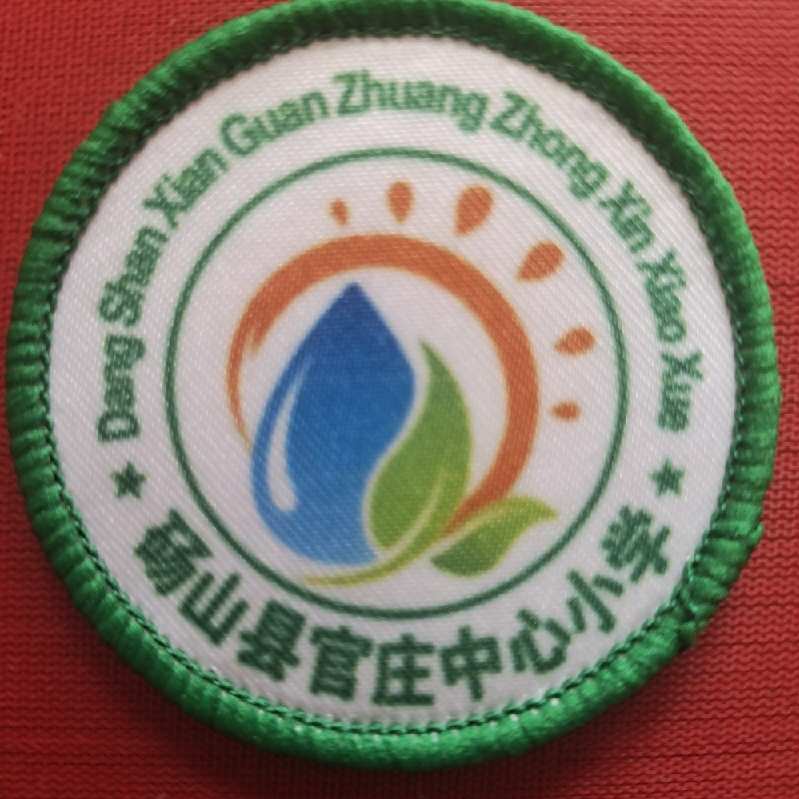 Dang Shan Xian Guan Zhuang Zhong Xin Xiao Xue
砀山县官庄中心小学